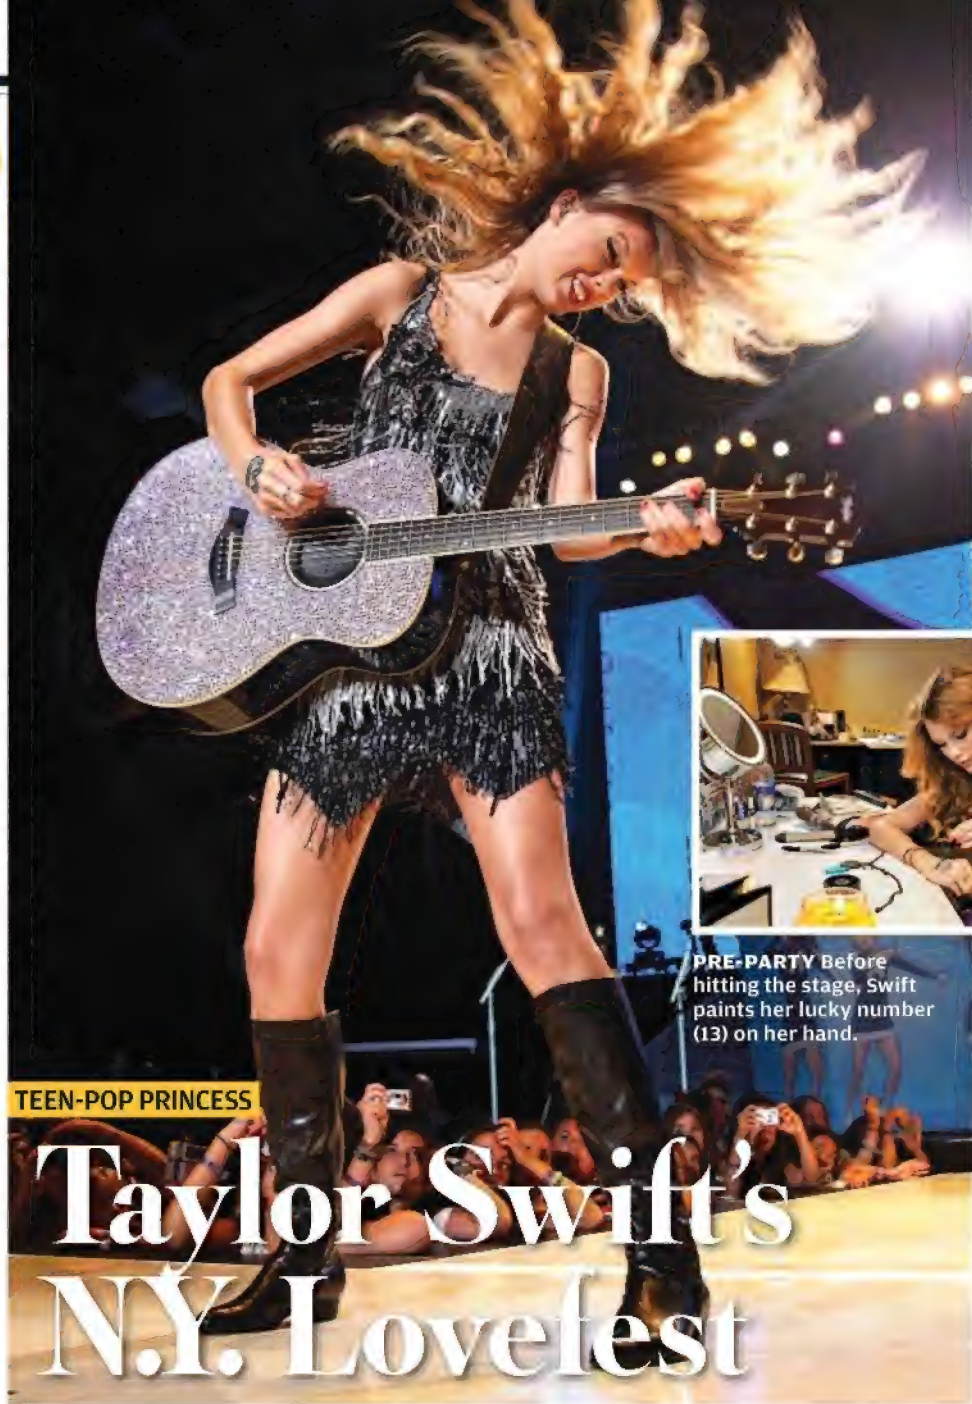 PRE-PARTY Before
hitting the stage, Swift
paints her lucky number
(13) on her hand.
TEEN-POP PRINCESS
Taylor Swift's
N.Y. Lovefest